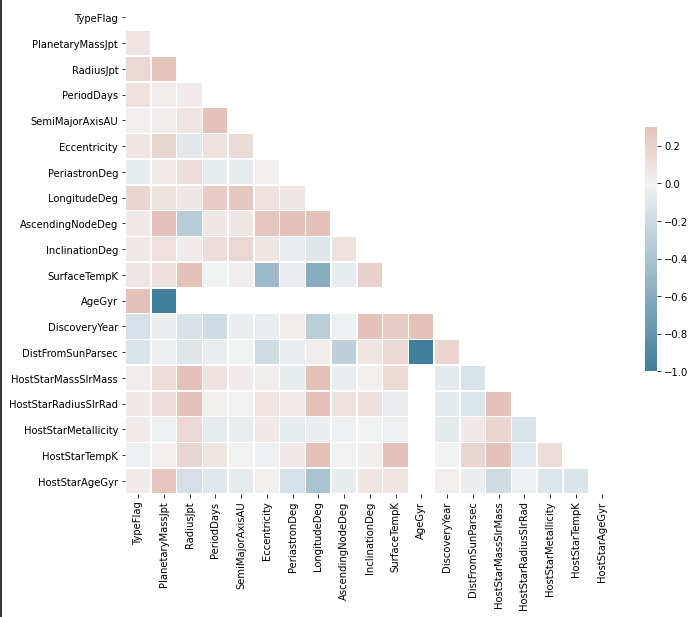 TypeFlag
PlanetaryMassJpt
RadiusJpt
PeriodDays
SemiMajorAxisAU
Eccentricity
PeriastronDeg
LongitudeDeg
AscendingNodeDeg
InclinationDeg
SurfaceTempK
AgeGyr
DiscoveryYear
DistFromSunParsec
HostStarMassSlrMass
HostStarRadiusSlrRad
HostStarMetallicity
HostStarTempK
HostStarAgeGyr
TypeFlag
PlanetaryMassJpt
RadiusJpt
PeriodDays
SemiMajorAxisAU
Eccentricity
PeriastronDeg
LongitudeDeg
AscendingNodeDeg
InclinationDeg
SurfaceTempK
AgeGyr
DiscoveryYear
DistFromSunParsec
HostStarMassSlrMass
HostStarRadiusSlrRad
HostStarMetallicity
HostStarTempK
HostStarAgeGyr
0.2
0.0
−0.2
−0.4
−0.6
−0.8
−1.0